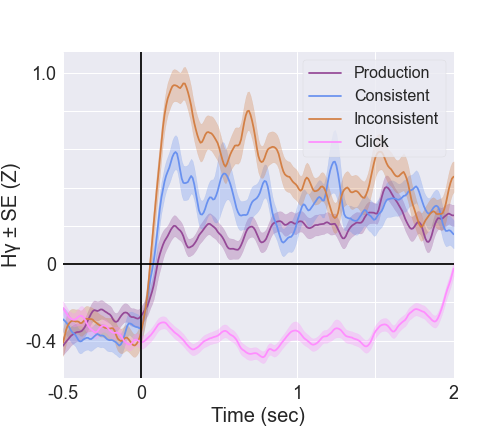 Hγ ± SE (Z)
1.0
0
-0.4
Production
Consistent
Inconsistent
Click
-0.5 0 1 2
Time (sec)